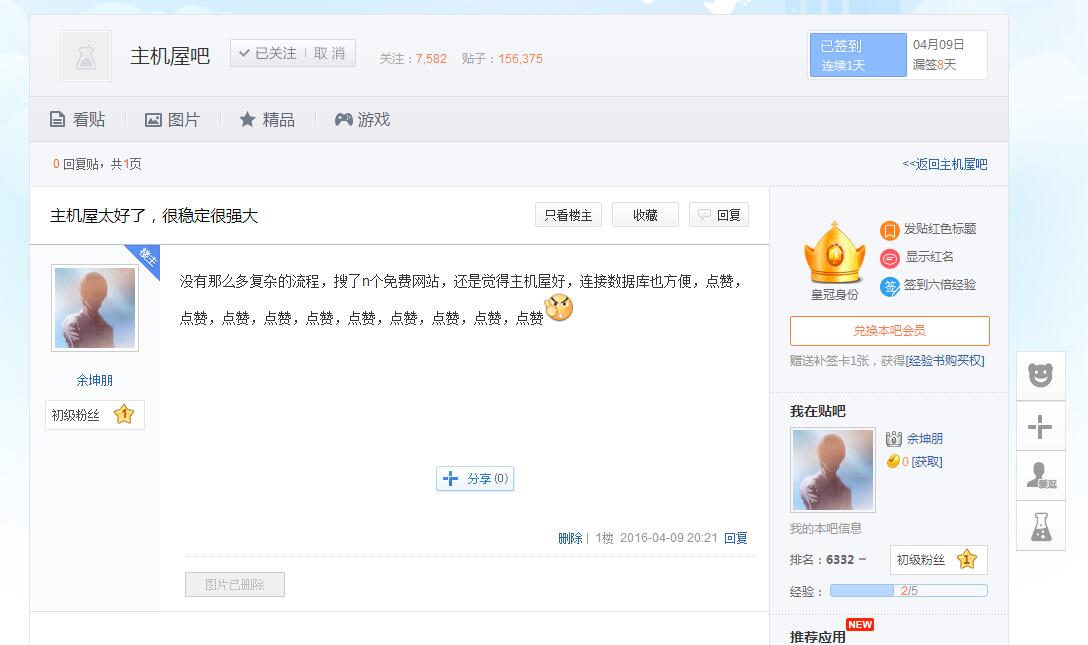 主机屋吧 已关注 取 消 关注：7,582 贴子：156,375
已签到 04月09日
连续1天 漏签8天
看贴 图片 精品 游戏
0 回复贴，共1页 <<返回主机屋吧
主机屋太好了，很稳定很强大 只看楼主 收藏 回复
楼主
没有那么多复杂的流程，搜了n个免费网站，还是觉得主机屋好，连接数据库也方便，点赞，
点赞，点赞，点赞，点赞，点赞，点赞，点赞，点赞，点赞
余坤朋
初级粉丝 1
分享 (0)
删除 | 1楼 2016-04-09 20:21 回复
图片已删除
皇冠身份
发贴红色标题
显示红名
签 签到六倍经验
兑换本吧会员
赠送补签卡1张，获得[经验书购买权]
我在贴吧
余坤朋
0 [获取]
我的本吧信息
排名：6332 初级粉丝 1
经验： 2/5
推荐应用 NEW
爱逛